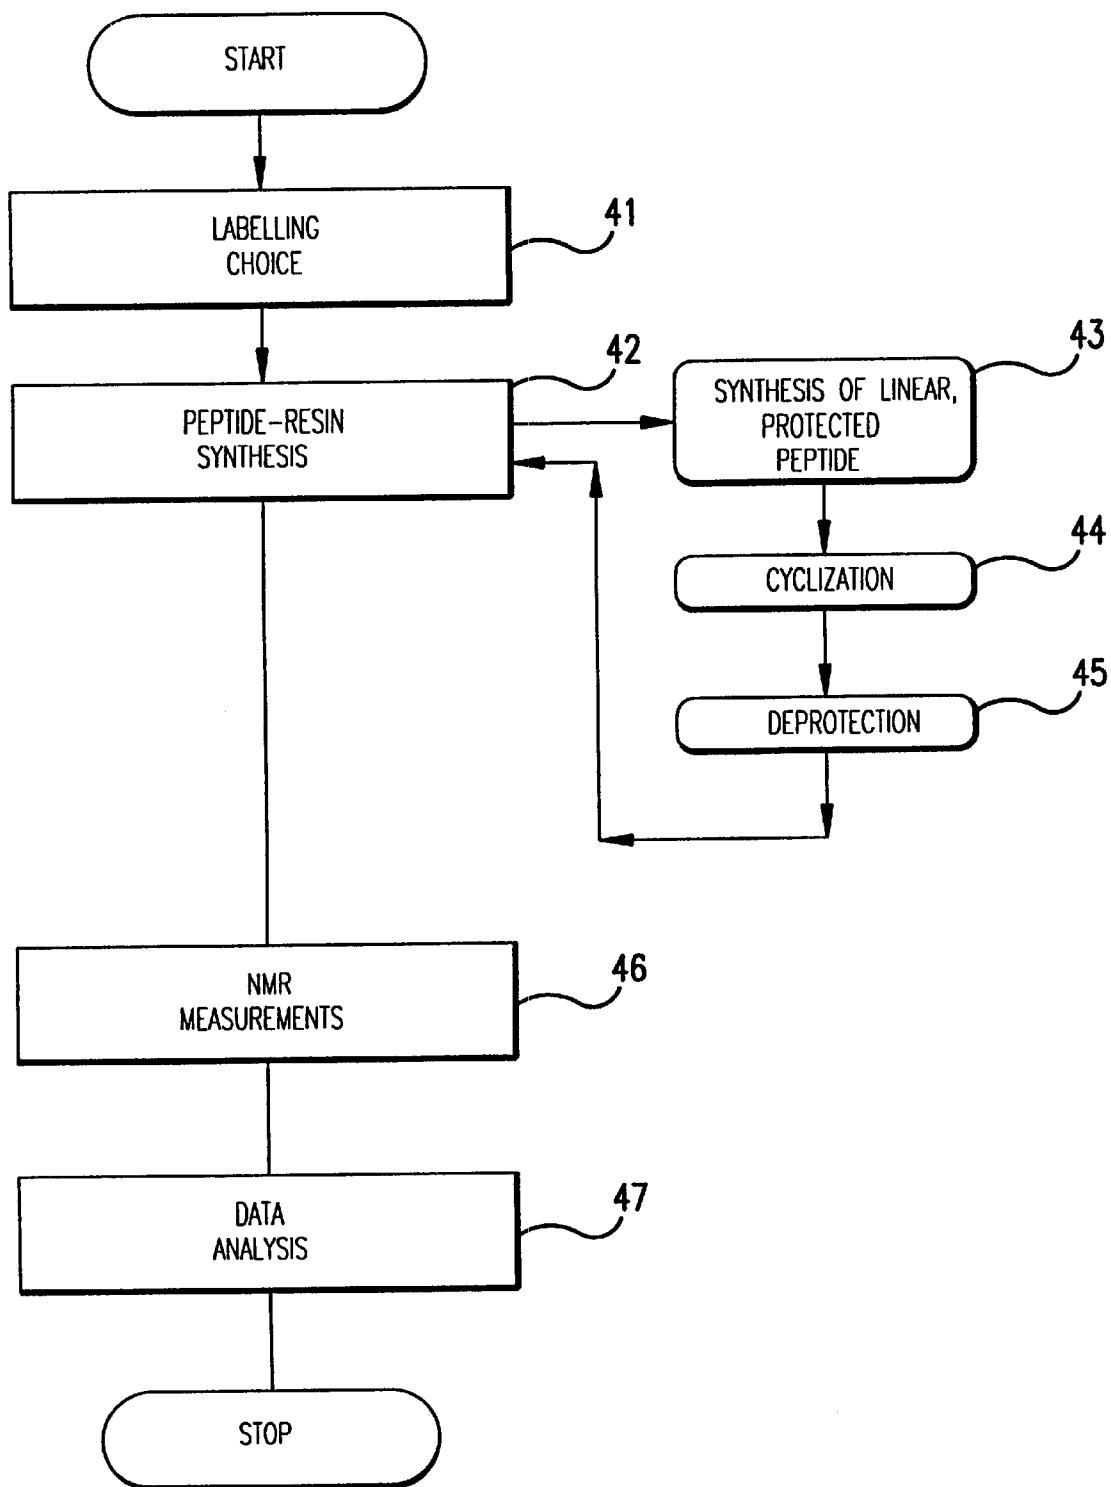 START
LABELLING
CHOICE
41
PEPTIDE-RESIN
SYNTHESIS
42
SYNTHESIS OF LINEAR,
PROTECTED
PEPTIDE
43
CYCLIZATION
44
DEPROTECTION
45
NMR
MEASUREMENTS
46
DATA
ANALYSIS
47
STOP